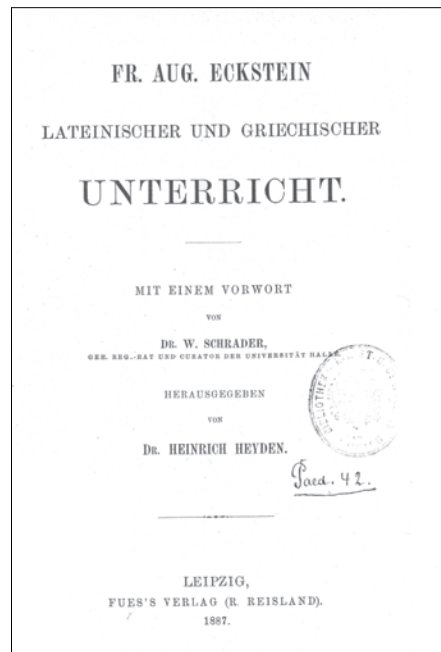 FR. AUG. ECKSTEIN
LATEINISCHER UND GRIECHISCHER
UNTERRICHT.
MIT EINEM VORWORT
VON
DR. W. SCHRADER,
GEH. REG.-RAT UND CURATOR DER UNIVERSITÄT HALLE
HERAUSGEGEBEN
VON
DR. HEINRICH HEYDEN.
Paed. 42.
LEIPZIG,
FUES'S VERLAG (R. REISLAND).
1887.